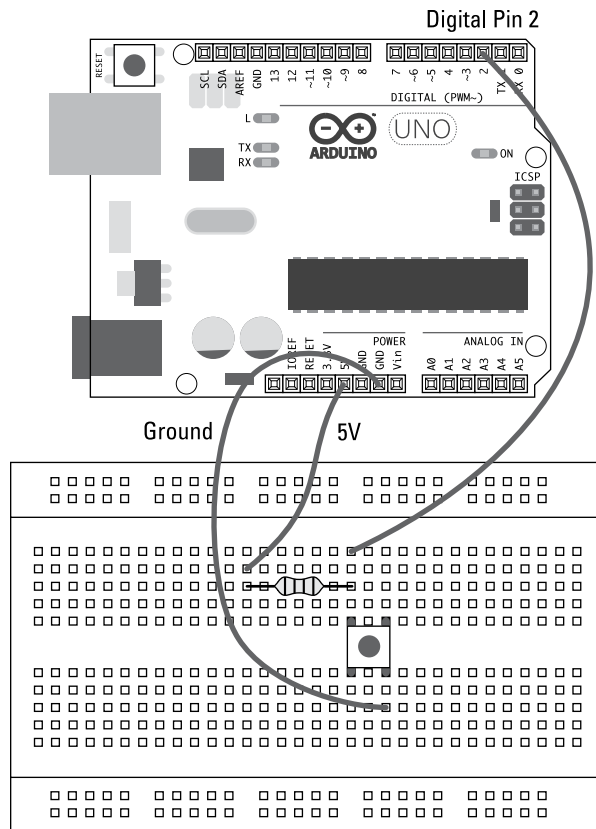 Digital Pin 2
RESET
SCL
SDA
AREF
GND
13
12
~11
~10
~9
8
7
~6
~5
4
~3
2
TX
RX 0
DIGITAL (PWM~)
L
TX
RX
ARDUINO
UNO
ON
ICSP
POWER
ANALOG IN
IOREF
RESET
3.3V
GND
GND
Vin
A0
A1
A2
A3
A4
A5
Ground
5V